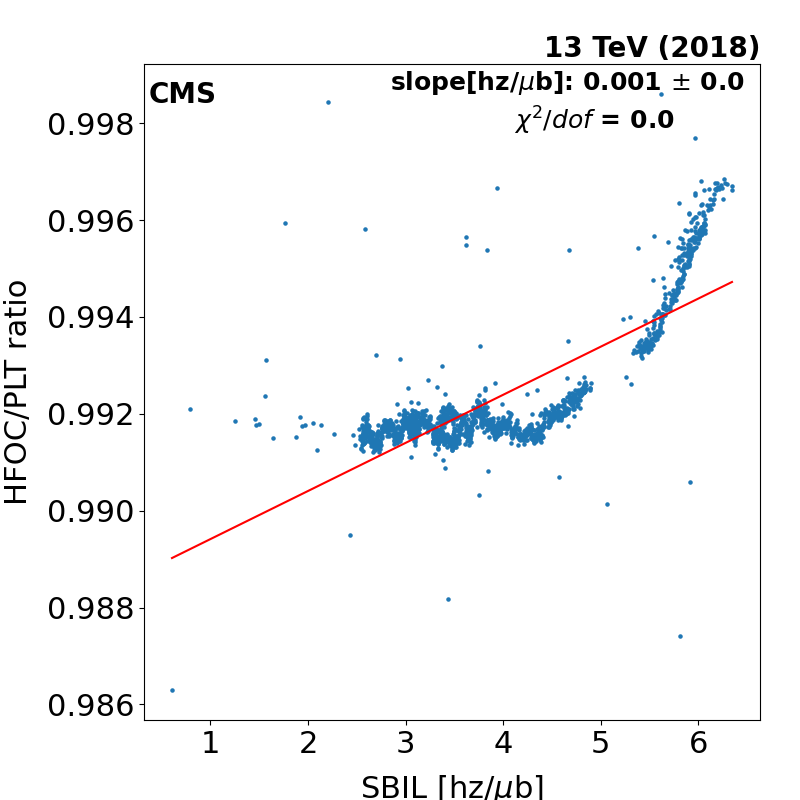 13 TeV (2018)
CMS
slope[hz/μb]: 0.001 ± 0.0
χ²/dof = 0.0
HFOC/PLT ratio
0.998
0.996
0.994
0.992
0.990
0.988
0.986
1 2 3 4 5 6
SBIL [hz/μb]